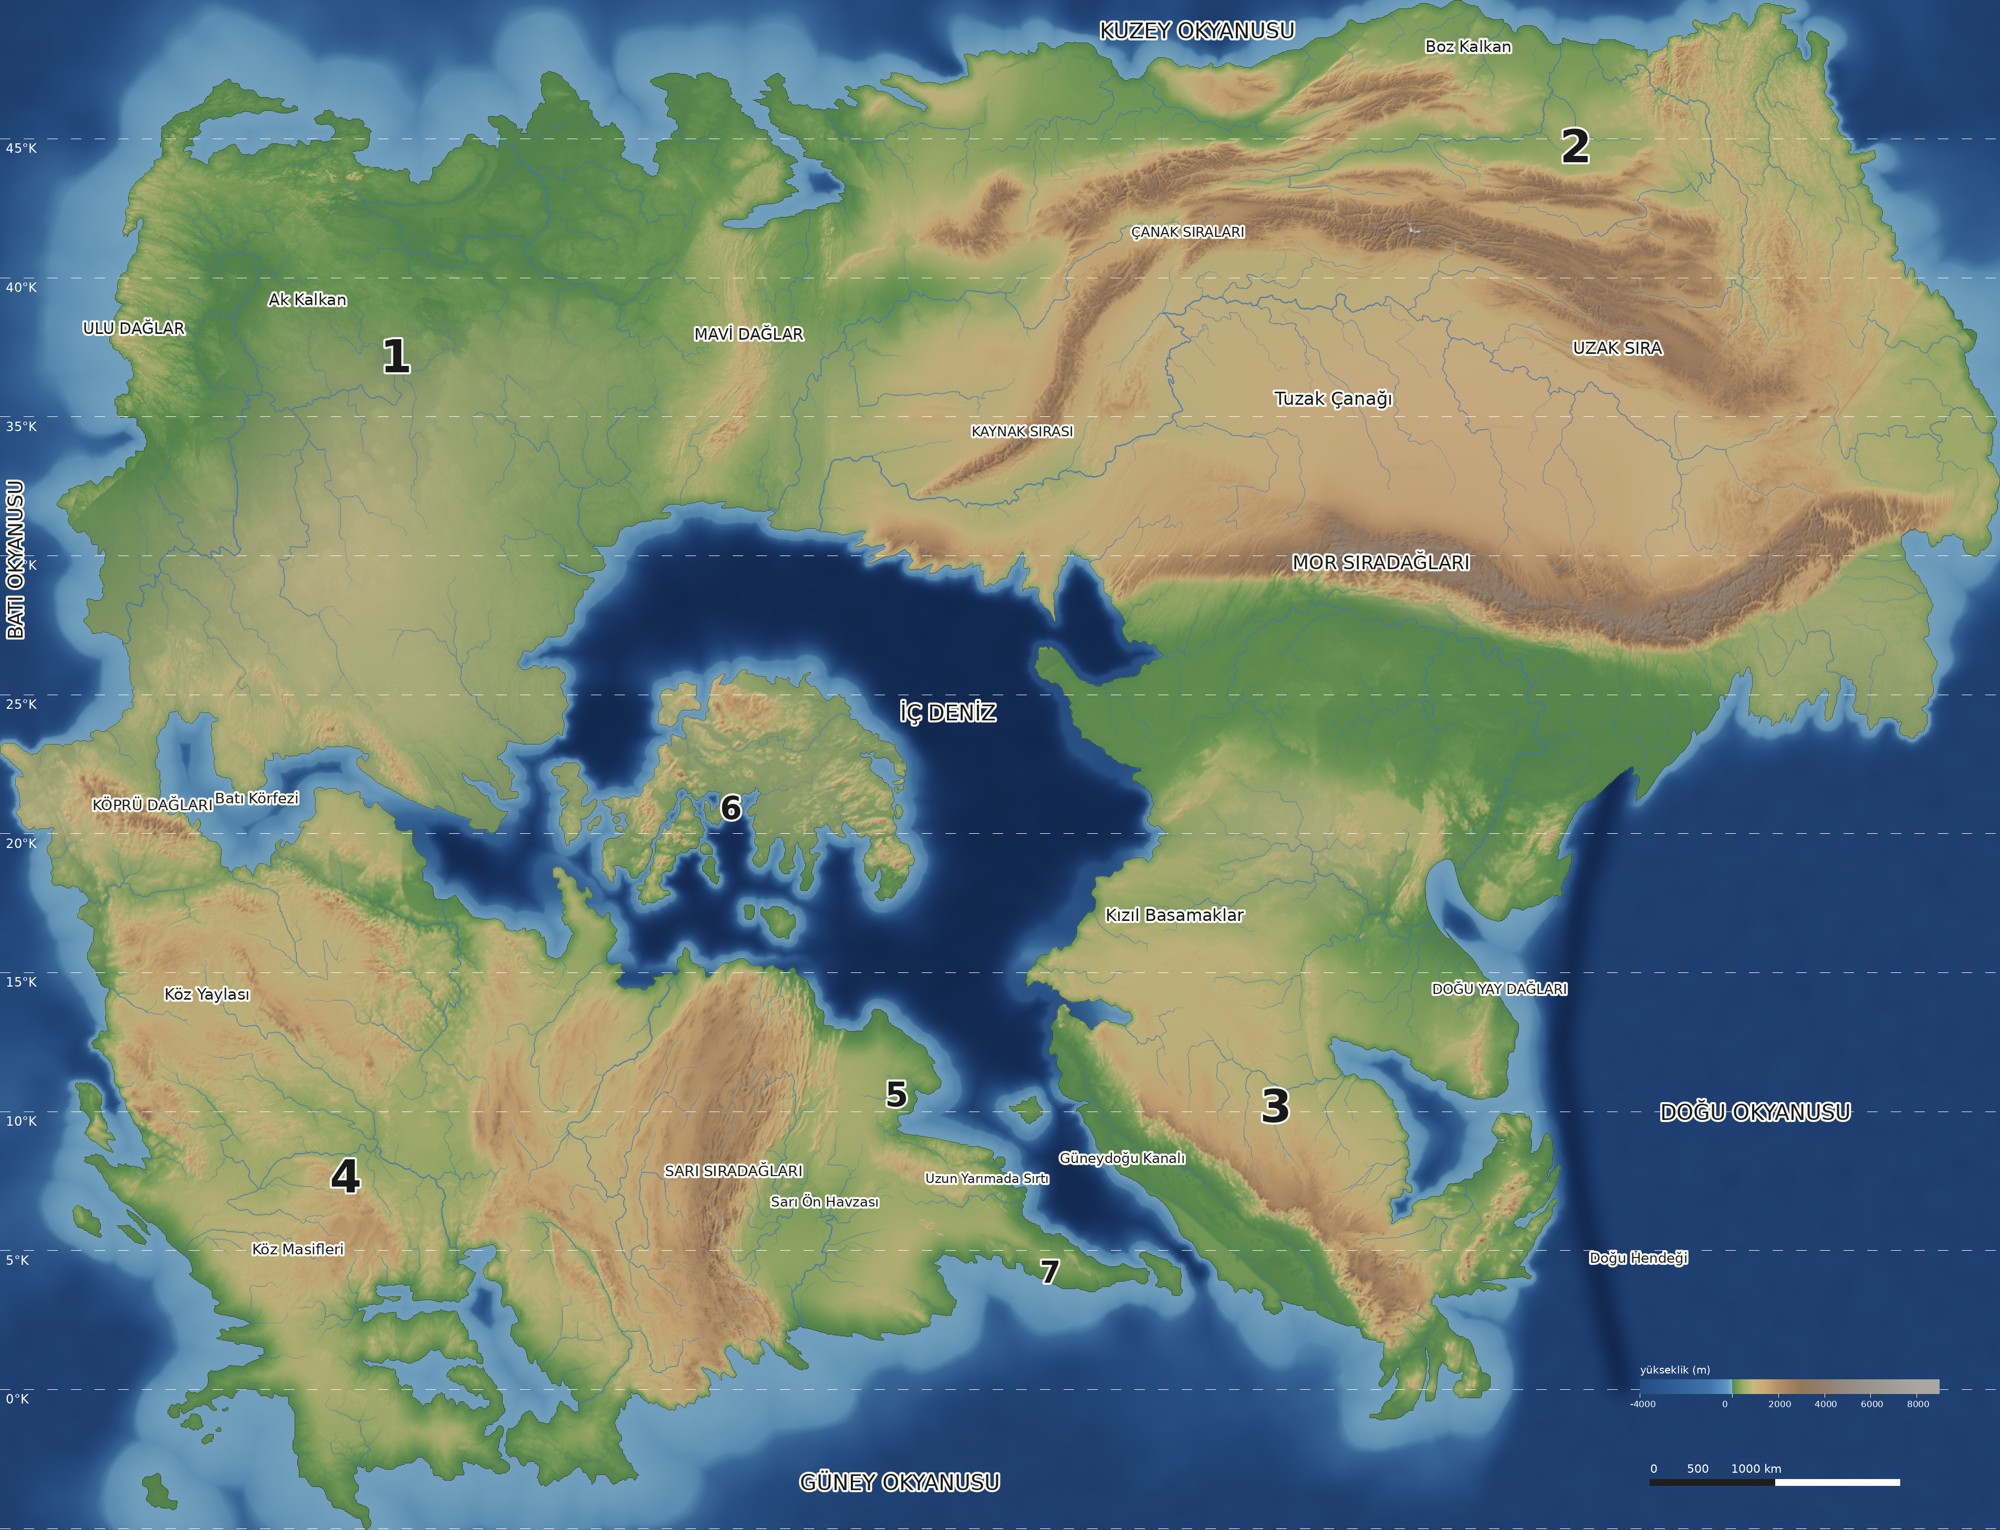 KUZEY OKYANUSU
Boz Kalkan
2
45°K
ÇANAK SIRALARI
40°K
Ak Kalkan
ULU DAĞLAR
MAVİ DAĞLAR
1
UZAK SIRA
Tuzak Çanağı
35°K
KAYNAK SIRASI
BATI OKYANUSU
°K
MOR SIRADAĞLARI
25°K
İÇ DENİZ
KÖPRÜ DAĞLARI
Batı Körfezi
6
20°K
Kızıl Basamaklar
15°K
Köz Yaylası
DOĞU YAY DAĞLARI
5
3
10°K
DOĞU OKYANUSU
Güneydoğu Kanalı
4
SARI SIRADAĞLARI
Uzun Yarımada Sırtı
Sarı Ön Havzası
Köz Masifleri
5°K
7
Doğu Hendeği
yükseklik (m)
-4000 0 2000 4000 6000 8000
0°K
0 500 1000 km
GÜNEY OKYANUSU